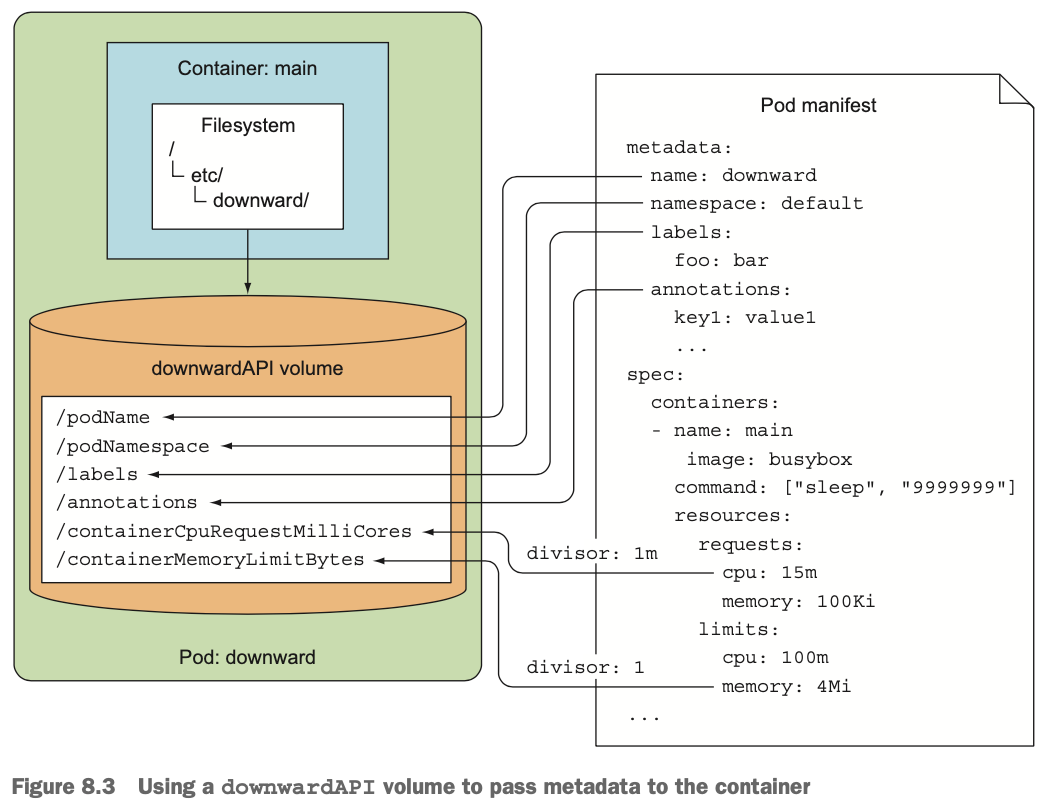 Container: main
Filesystem
/
etc/
downward/
downwardAPI volume
/podName
/podNamespace
/labels
/annotations
/containerCpuRequestMilliCores
/containerMemoryLimitBytes
Pod: downward
divisor: 1m
divisor: 1
Pod manifest
metadata:
name: downward
namespace: default
labels:
foo: bar
annotations:
key1: value1
...
spec:
containers:
- name: main
image: busybox
command: ["sleep", "9999999"]
resources:
requests:
cpu: 15m
memory: 100Ki
limits:
cpu: 100m
memory: 4Mi
...
Figure 8.3 Using a downwardAPI volume to pass metadata to the container